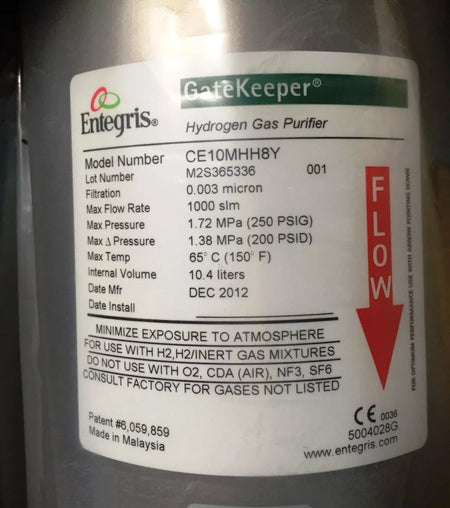 GateKeeper®
Entegris®
Hydrogen Gas Purifier
Model Number CE10MHH8Y
Lot Number M2S365336 001
Filtration 0.003 micron
Max Flow Rate 1000 slm
Max Pressure 1.72 MPa (250 PSIG)
Max Δ Pressure 1.38 MPa (200 PSID)
Max Temp 65° C (150° F)
Internal Volume 10.4 liters
Date Mfr DEC 2012
Date Install
FLOW
FOR OPTIMUM PERFORMANCE USE WITH ARROW POINTING DOWN
MINIMIZE EXPOSURE TO ATMOSPHERE
FOR USE WITH H2,H2/INERT GAS MIXTURES
DO NOT USE WITH O2, CDA (AIR), NF3, SF6
CONSULT FACTORY FOR GASES NOT LISTED
Patent #6,059,859
Made in Malaysia
CE 0036
5004028G
www.entegris.com